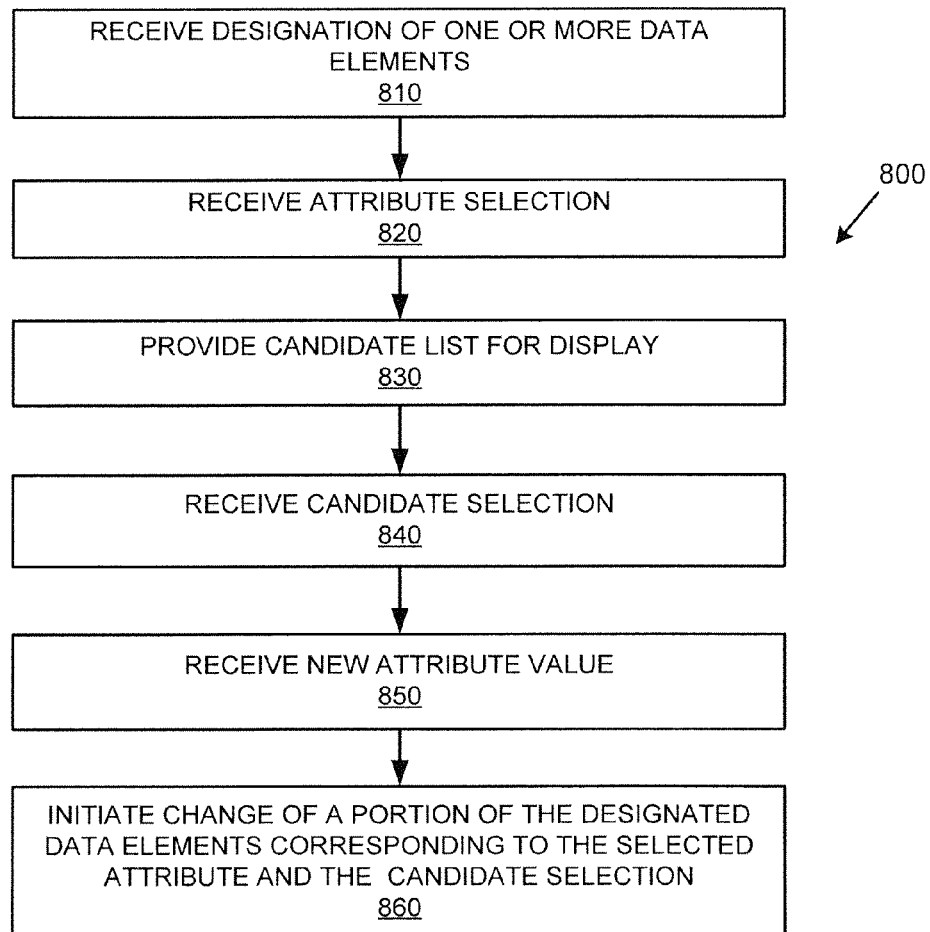 RECEIVE DESIGNATION OF ONE OR MORE DATA
ELEMENTS
810
800
RECEIVE ATTRIBUTE SELECTION
820
PROVIDE CANDIDATE LIST FOR DISPLAY
830
RECEIVE CANDIDATE SELECTION
840
RECEIVE NEW ATTRIBUTE VALUE
850
INITIATE CHANGE OF A PORTION OF THE DESIGNATED
DATA ELEMENTS CORRESPONDING TO THE SELECTED
ATTRIBUTE AND THE CANDIDATE SELECTION
860